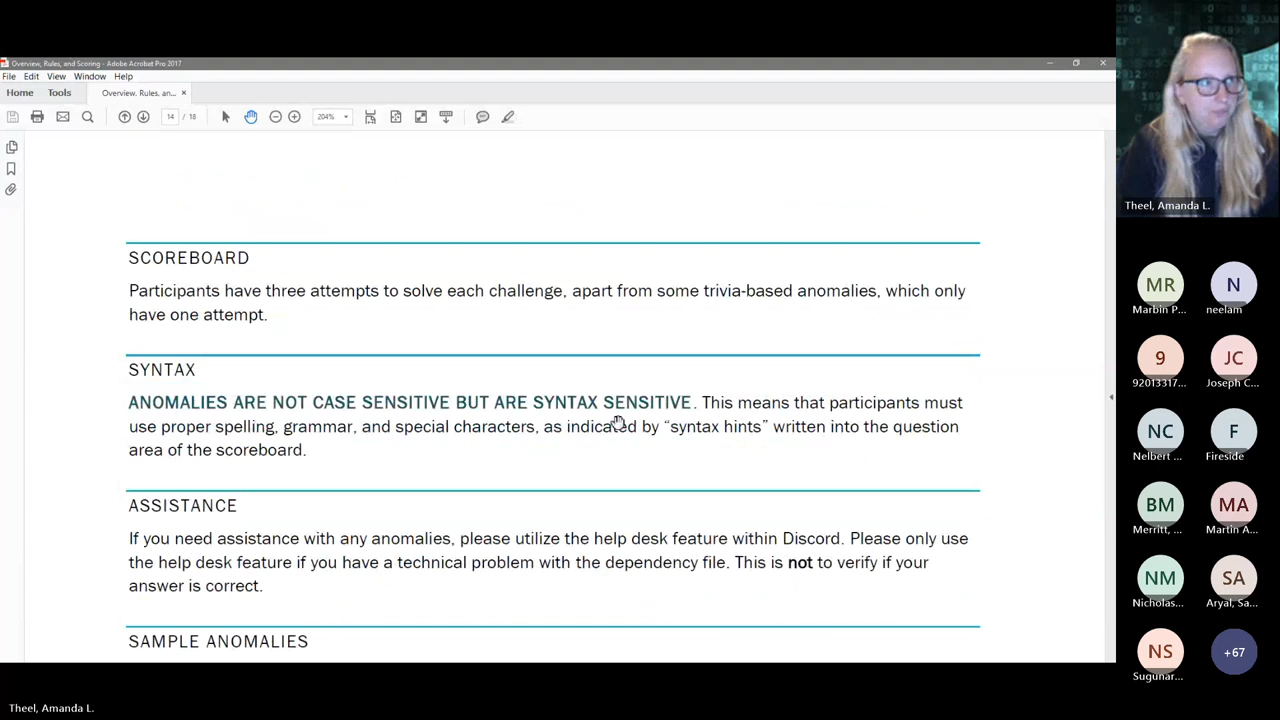 Overview, Rules, and Scoring - Adobe Acrobat Pro 2017
File Edit View Window Help
Home Tools Overview. Rules, an... ×
14 / 18 204%
SCOREBOARD
Participants have three attempts to solve each challenge, apart from some trivia-based anomalies, which only
have one attempt.
SYNTAX
ANOMALIES ARE NOT CASE SENSITIVE BUT ARE SYNTAX SENSITIVE. This means that participants must
use proper spelling, grammar, and special characters, as indicated by “syntax hints” written into the question
area of the scoreboard.
ASSISTANCE
If you need assistance with any anomalies, please utilize the help desk feature within Discord. Please only use
the help desk feature if you have a technical problem with the dependency file. This is not to verify if your
answer is correct.
SAMPLE ANOMALIES
Theel, Amanda L.
MR N
Marbin P... neelam
9 JC
92013317... Joseph C...
NC F
Nelbert ... Fireside
BM MA
Merritt, ... Martin A...
NM SA
Nicholas... Aryal, Sa...
NS +67
Sugunar...
Theel, Amanda L.